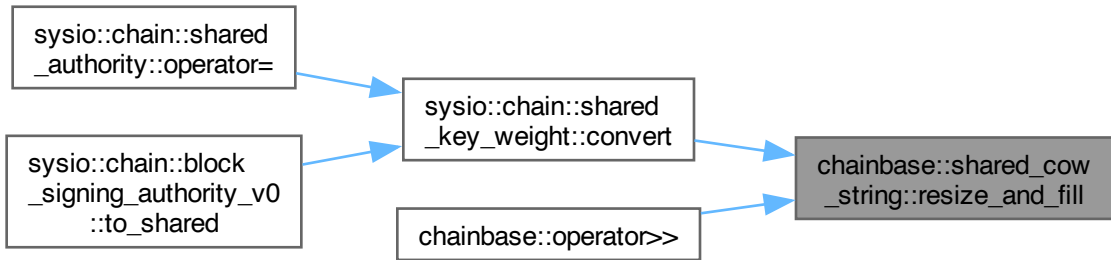 sysio::chain::shared
_authority::operator=
sysio::chain::block
_signing_authority_v0
::to_shared
sysio::chain::shared
_key_weight::convert
chainbase::operator>>
chainbase::shared_cow
_string::resize_and_fill